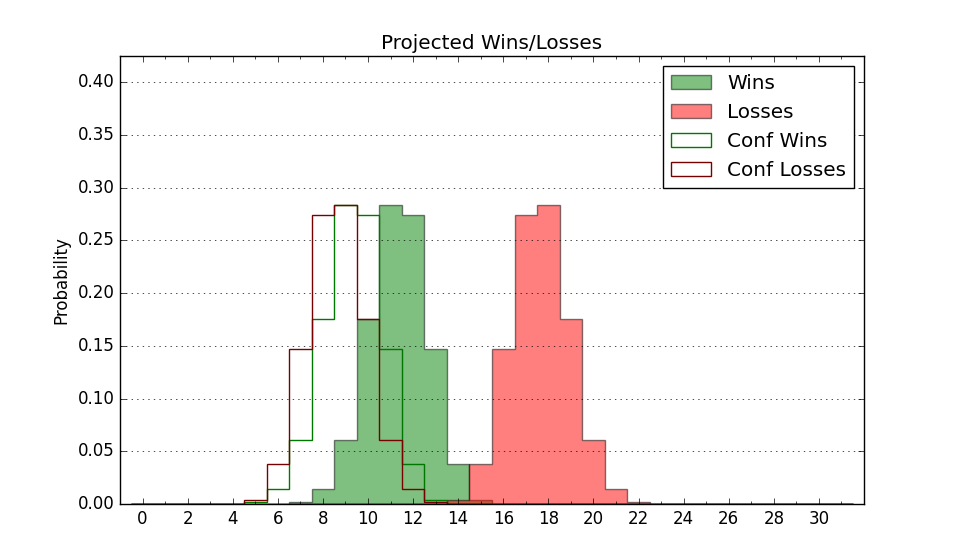 Projected Wins/Losses
Wins
Losses
Conf Wins
Conf Losses
Probability
0.40
0.35
0.30
0.25
0.20
0.15
0.10
0.05
0.00
0 2 4 6 8 10 12 14 16 18 20 22 24 26 28 30